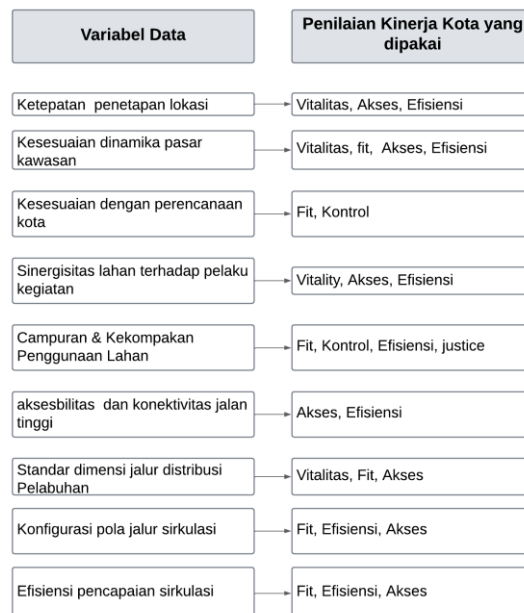 Variabel Data
Penilaian Kinerja Kota yang
dipakai
Ketepatan penetapan lokasi
Vitalitas, Akses, Efisiensi
Kesesuaian dinamika pasar
kawasan
Vitalitas, fit, Akses, Efisiensi
Kesesuaian dengan perencanaan
kota
Fit, Kontrol
Sinergisitas lahan terhadap pelaku
kegiatan
Vitality, Akses, Efisiensi
Campuran & Kekompakan
Penggunaan Lahan
Fit, Kontrol, Efisiensi, justice
aksesbilitas dan konektivitas jalan
tinggi
Akses, Efisiensi
Standar dimensi jalur distribusi
Pelabuhan
Vitalitas, Fit, Akses
Konfigurasi pola jalur sirkulasi
Fit, Efisiensi, Akses
Efisiensi pencapaian sirkulasi
Fit, Efisiensi, Akses